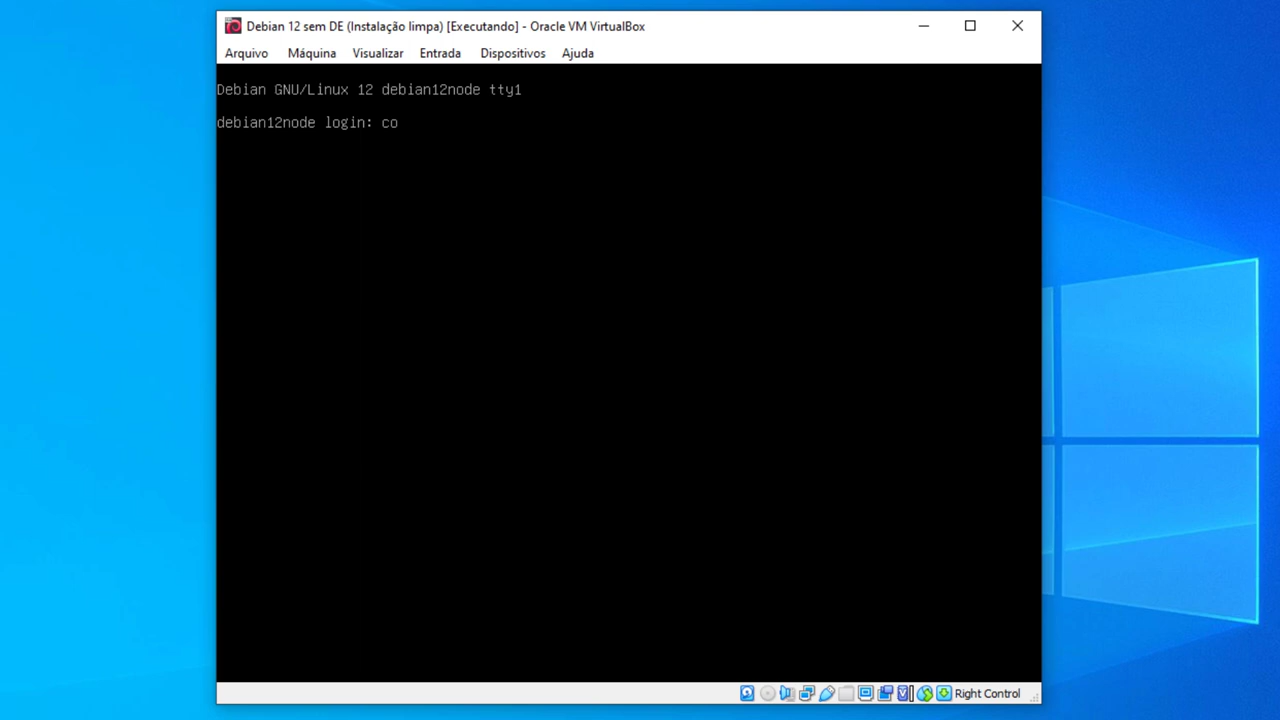 Debian 12 sem DE (Instalação limpa) [Executando] - Oracle VM VirtualBox
Arquivo Máquina Visualizar Entrada Dispositivos Ajuda
Debian GNU/Linux 12 debian12node tty1
debian12node login: co
Right Control